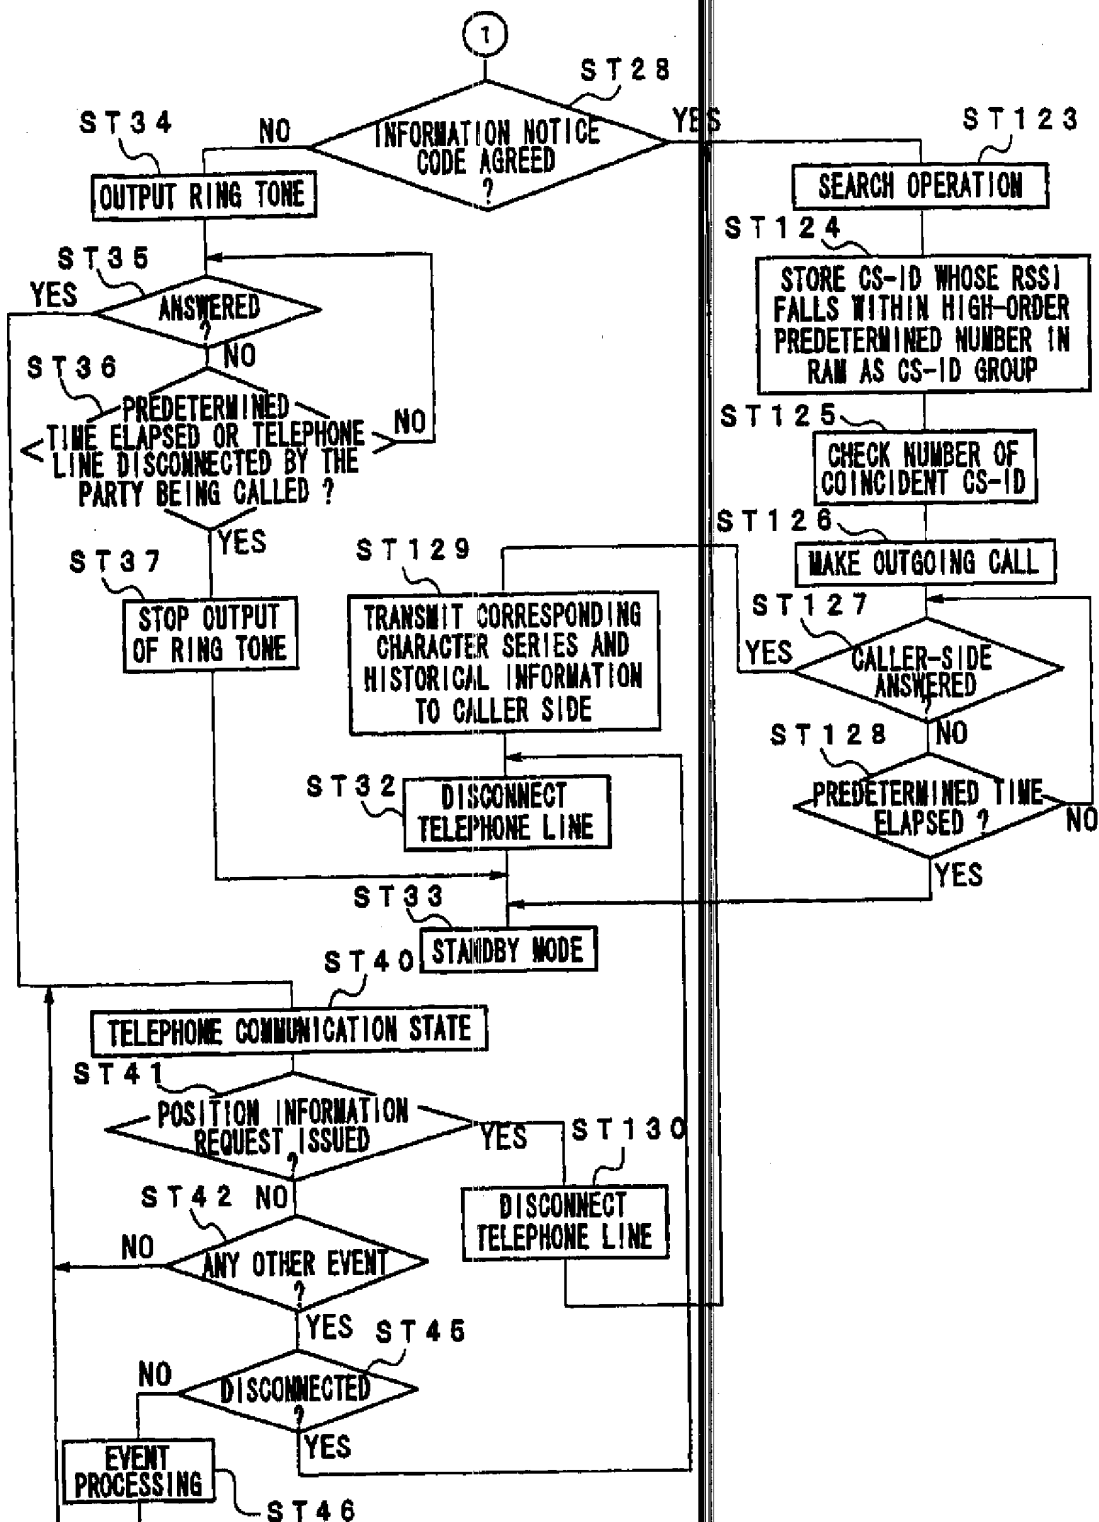 1
ST28
INFORMATION NOTICE
CODE AGREED
?
NO
YES
ST34
OUTPUT RING TONE
ST35
YES
ANSWERED
?
NO
ST36
PREDETERMINED
TIME ELAPSED OR TELEPHONE
LINE DISCONNECTED BY THE
PARTY BEING CALLED ?
NO
YES
ST37
STOP OUTPUT
OF RING TONE
ST123
SEARCH OPERATION
ST124
STORE CS-ID WHOSE RSSI
FALLS WITHIN HIGH-ORDER
PREDETERMINED NUMBER IN
RAM AS CS-ID GROUP
ST125
CHECK NUMBER OF
COINCIDENT CS-ID
ST126
MAKE OUTGOING CALL
ST127
YES
CALLER-SIDE
ANSWERED
?
NO
ST128
PREDETERMINED TIME
ELAPSED ?
NO
YES
ST129
TRANSMIT CORRESPONDING
CHARACTER SERIES AND
HISTORICAL INFORMATION
TO CALLER SIDE
ST32
DISCONNECT
TELEPHONE LINE
ST33
STANDBY MODE
ST40
TELEPHONE COMMUNICATION STATE
ST41
POSITION INFORMATION
REQUEST ISSUED
?
YES
NO
ST130
DISCONNECT
TELEPHONE LINE
ST42
NO
ANY OTHER EVENT
?
YES
ST45
NO
DISCONNECTED
?
YES
EVENT
PROCESSING
ST46